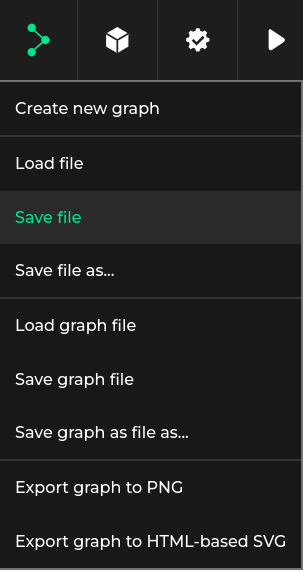 Create new graph
Load file
Save file
Save file as...
Load graph file
Save graph file
Save graph as file as...
Export graph to PNG
Export graph to HTML-based SVG